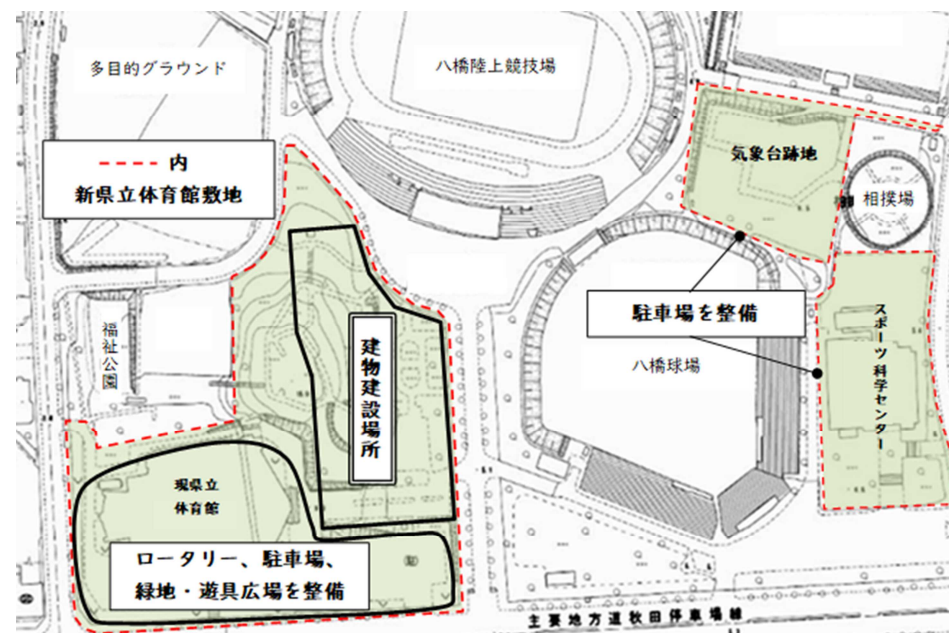 多目的グラウンド
八橋陸上競技場
内
新県立体育館敷地
気象台跡地
相撲場
駐車場を整備
福祉公園
建物建設場所
八橋球場
スポーツ科学センター
現県立
体育館
ロータリー、駐車場、
緑地・遊具広場を整備
主要地方道秋田停車場線